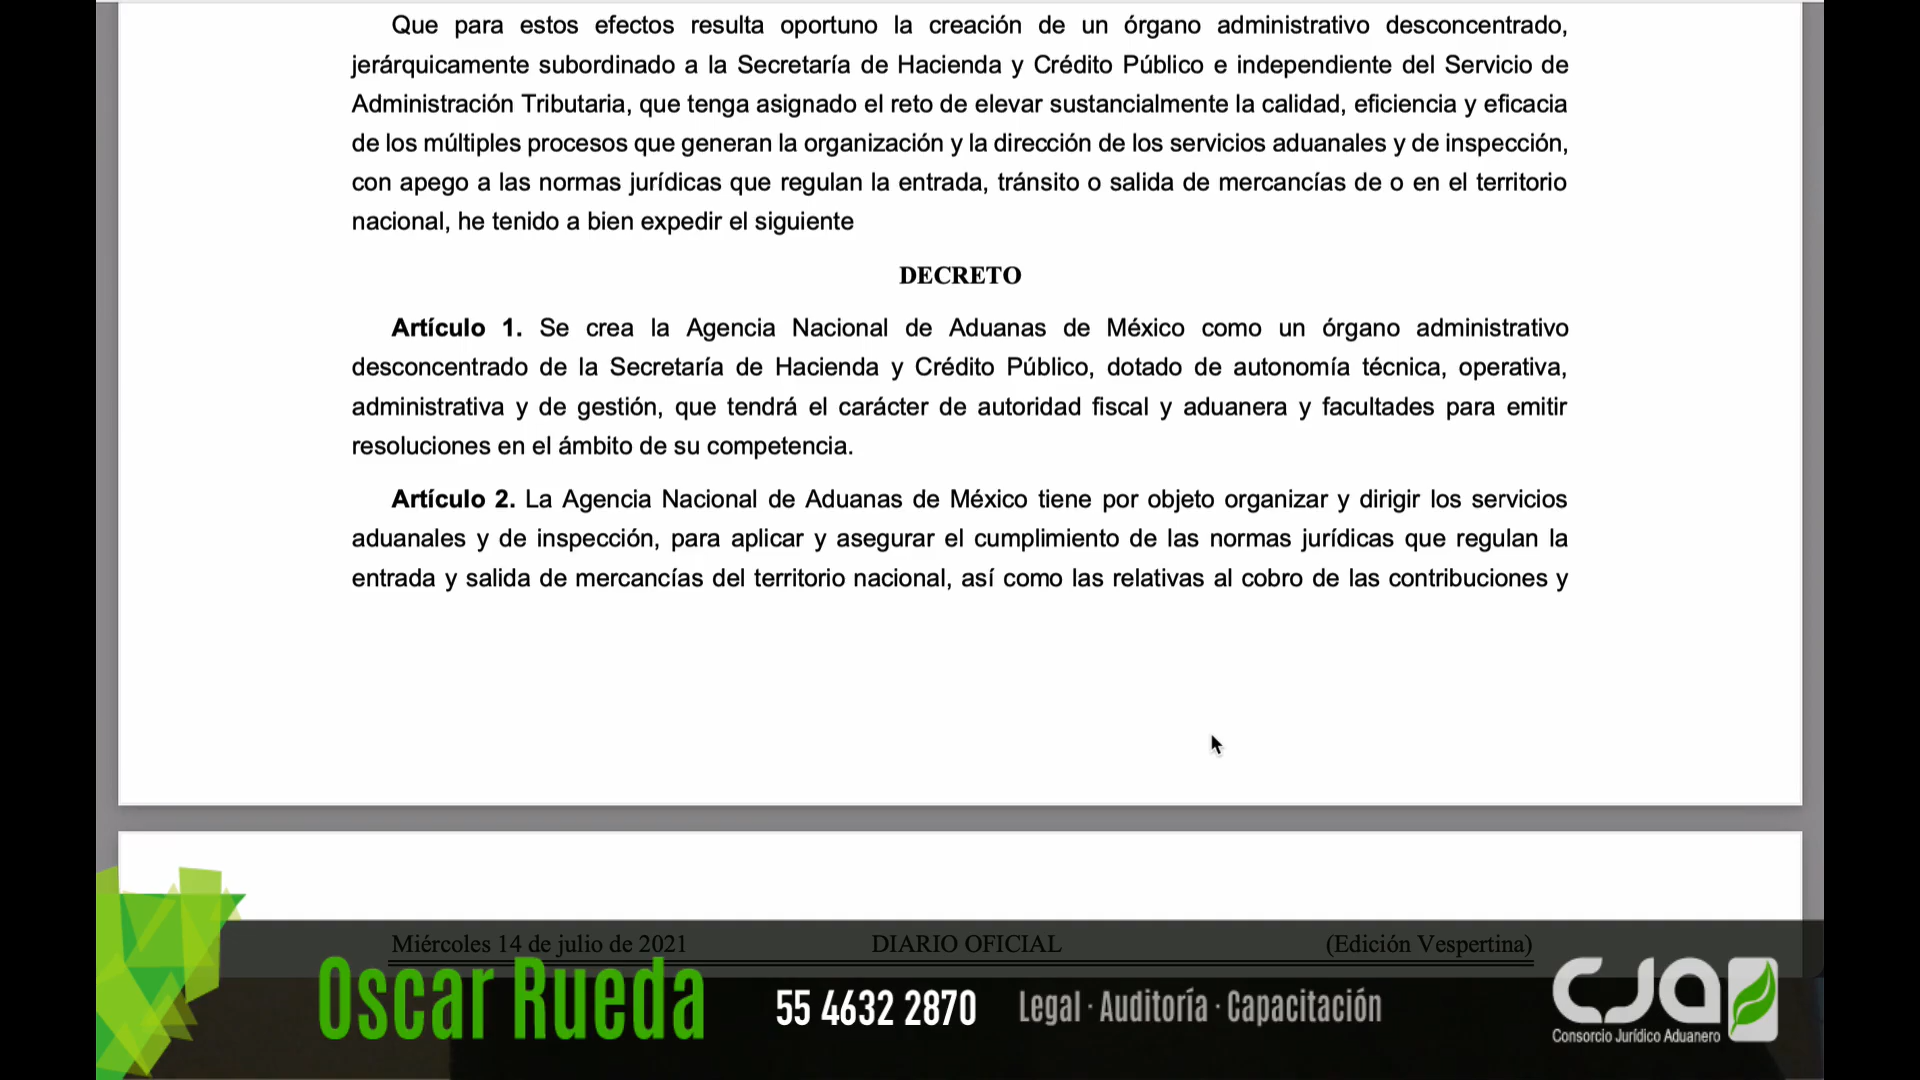 Que para estos efectos resulta oportuno la creación de un órgano administrativo desconcentrado,
jerárquicamente subordinado a la Secretaría de Hacienda y Crédito Público e independiente del Servicio de
Administración Tributaria, que tenga asignado el reto de elevar sustancialmente la calidad, eficiencia y eficacia
de los múltiples procesos que generan la organización y la dirección de los servicios aduanales y de inspección,
con apego a las normas jurídicas que regulan la entrada, tránsito o salida de mercancías de o en el territorio
nacional, he tenido a bien expedir el siguiente
DECRETO
Artículo 1. Se crea la Agencia Nacional de Aduanas de México como un órgano administrativo
desconcentrado de la Secretaría de Hacienda y Crédito Público, dotado de autonomía técnica, operativa,
administrativa y de gestión, que tendrá el carácter de autoridad fiscal y aduanera y facultades para emitir
resoluciones en el ámbito de su competencia.
Artículo 2. La Agencia Nacional de Aduanas de México tiene por objeto organizar y dirigir los servicios
aduanales y de inspección, para aplicar y asegurar el cumplimiento de las normas jurídicas que regulan la
entrada y salida de mercancías del territorio nacional, así como las relativas al cobro de las contribuciones y
Miércoles 14 de julio de 2021 DIARIO OFICIAL (Edición Vespertina)
Oscar Rueda 55 4632 2870 Legal · Auditoría · Capacitación CJA
Consorcio Jurídico Aduanero